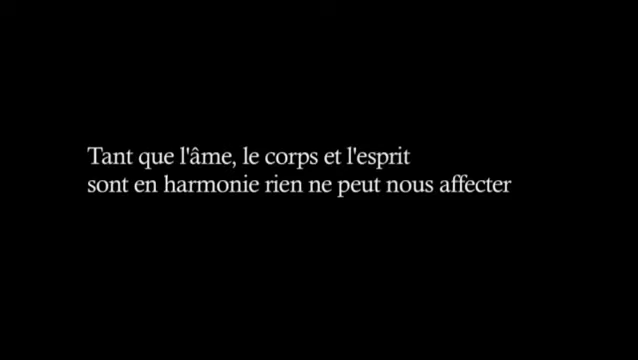 Tant que l'âme, le corps et l'esprit
sont en harmonie rien ne peut nous affecter